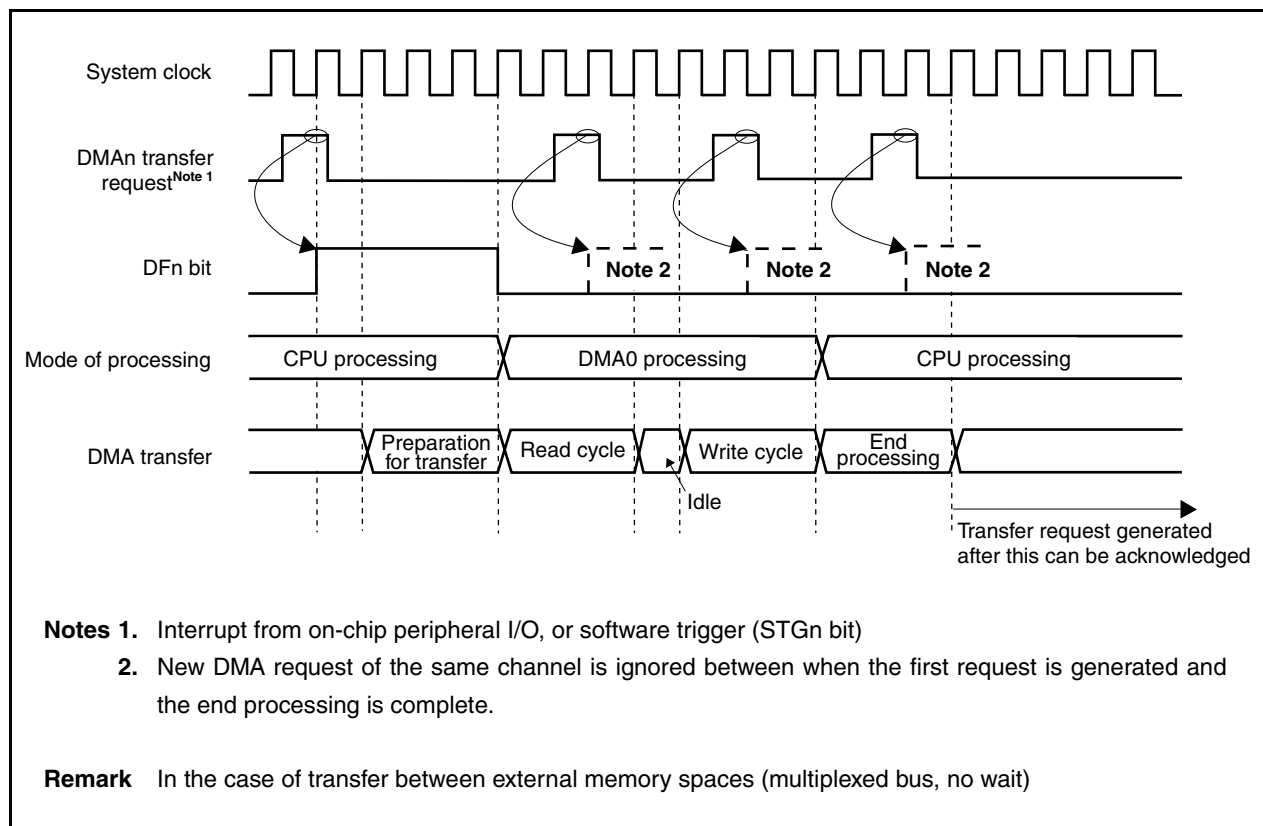 System clock
DMAn transfer
request Note 1
DFn bit
Note 2 Note 2 Note 2
Mode of processing
CPU processing DMA0 processing CPU processing
DMA transfer
Preparation
for transfer
Read cycle
Write cycle
End
processing
Idle
Transfer request generated
after this can be acknowledged
Notes 1. Interrupt from on-chip peripheral I/O, or software trigger (STGn bit)
2. New DMA request of the same channel is ignored between when the first request is generated and
the end processing is complete.
Remark In the case of transfer between external memory spaces (multiplexed bus, no wait)